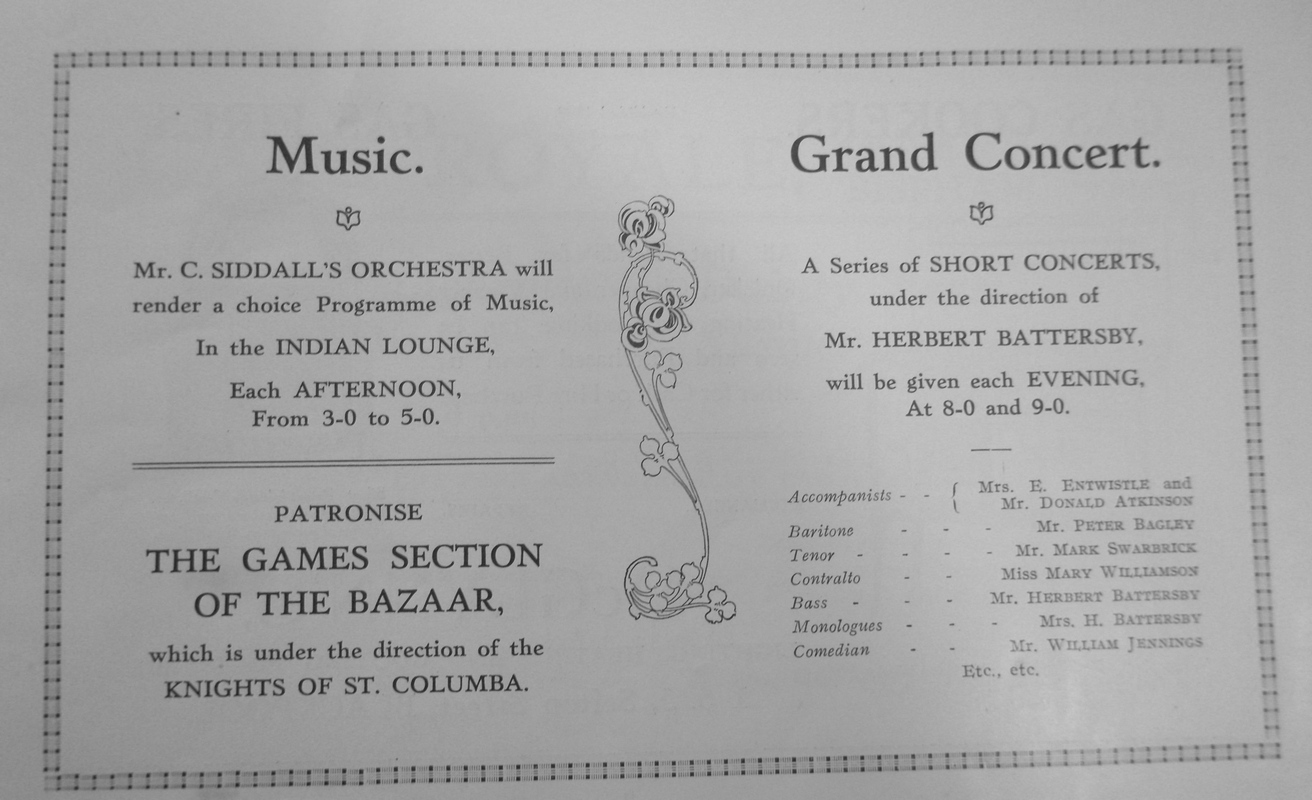 Music.
Mr. C. SIDDALL'S ORCHESTRA will
render a choice Programme of Music,
In the INDIAN LOUNGE,
Each AFTERNOON,
From 3-0 to 5-0.
PATRONISE
THE GAMES SECTION
OF THE BAZAAR,
which is under the direction of the
KNIGHTS OF ST. COLUMBA.
Grand Concert.
A Series of SHORT CONCERTS,
under the direction of
Mr. HERBERT BATTERSBY,
will be given each EVENING,
At 8-0 and 9-0.
Accompanists - - { Mrs. E. ENTWISTLE and
Mr. DONALD ATKINSON
Baritone - - - Mr. PETER BAGLEY
Tenor - - - - Mr. MARK SWARBRICK
Contralto - - Miss MARY WILLIAMSON
Bass - - - Mr. HERBERT BATTERSBY
Monologues - - - Mrs. H. BATTERSBY
Comedian - - Mr. WILLIAM JENNINGS
Etc., etc.